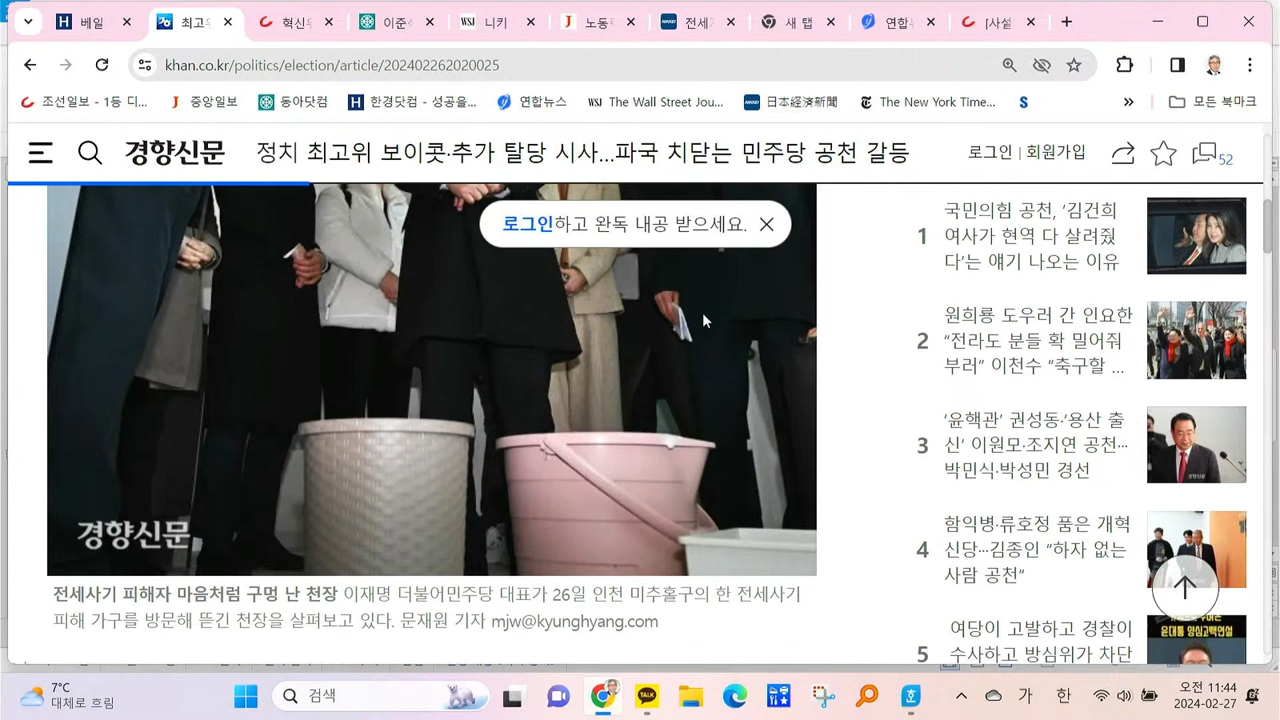 베일
최고우
혁신
이준
니키
노동
전세
새 탭
연합
[사설
khan.co.kr/politics/election/article/202402262020025
조선일보 - 1등 디...
중앙일보
동아닷컴
한경닷컴 - 성공을...
연합뉴스
WSJ The Wall Street Jou...
日本経済新聞
The New York Time...
S
»
모든 북마크
경향신문
정치 최고위 보이콧·추가 탈당 시사...파국 치닫는 민주당 공천 갈등
로그인 | 회원가입
52
로그인하고 완독 내공 받으세요.
경향신문
전세사기 피해자 마음처럼 구멍 난 천장 이재명 더불어민주당 대표가 26일 인천 미추홀구의 한 전세사기
피해 가구를 방문해 뜯긴 천장을 살펴보고 있다. 문재원 기자 mjw@kyunghyang.com
1
국민의힘 공천, ‘김건희
여사가 현역 다 살려줬
다’는 얘기 나오는 이유
2
원희룡 도우러 간 인요한
“전라도 분들 확 밀어줘
부러” 이천수 “축구할 ...
3
‘윤핵관’ 권성동·‘용산 출
신’ 이원모·조지연 공천…
박민식·박성민 경선
4
함익병·류호정 품은 개혁
신당…김종인 “하자 없는
사람 공천”
5
여당이 고발하고 경찰이
수사하고 방심위가 차단
윤대통 양심고백연설
7°C
대체로 흐림
검색
TALK
가
한
오전 11:44
2024-02-27